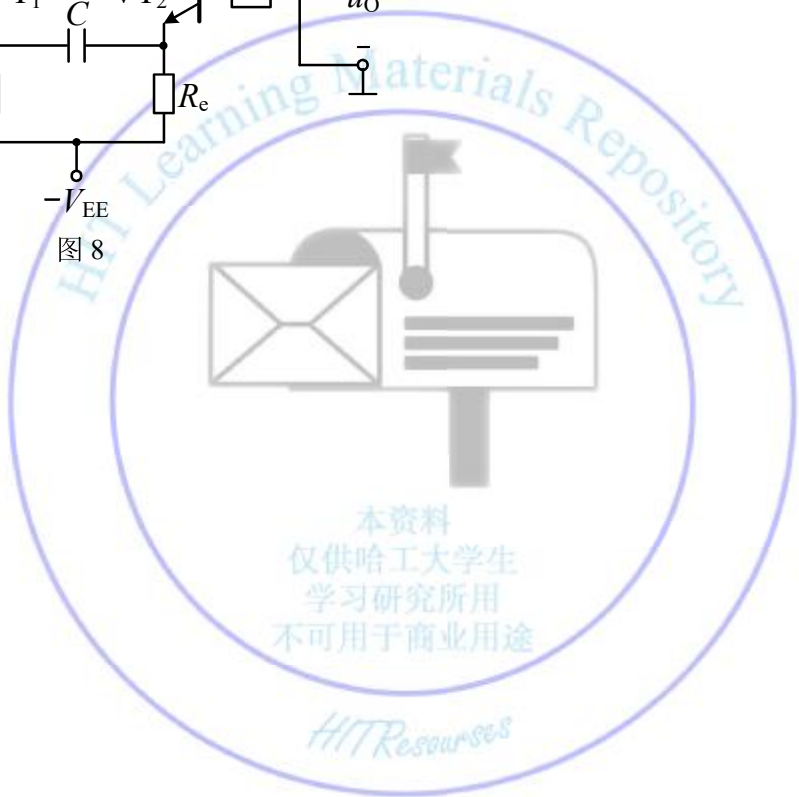 C
u_O
−
R_e
−V_EE
图 8
HIT Learning Materials Repository
本资料
仅供哈工大学生
学习研究所用
不可用于商业用途
HITResourses